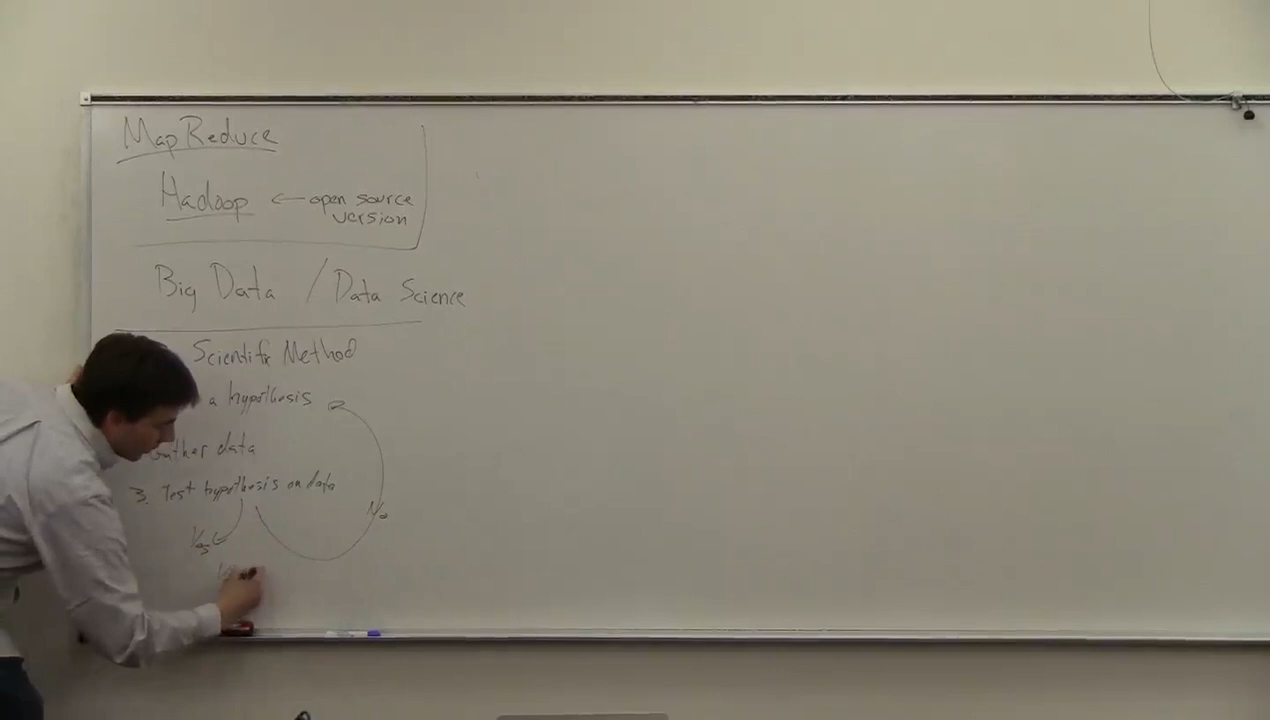 MapReduce
Hadoop ← open source
version
Big Data / Data Science
Scientific Method
a hypothesis
Gather data
3. Test hypothesis on data
No
Yes